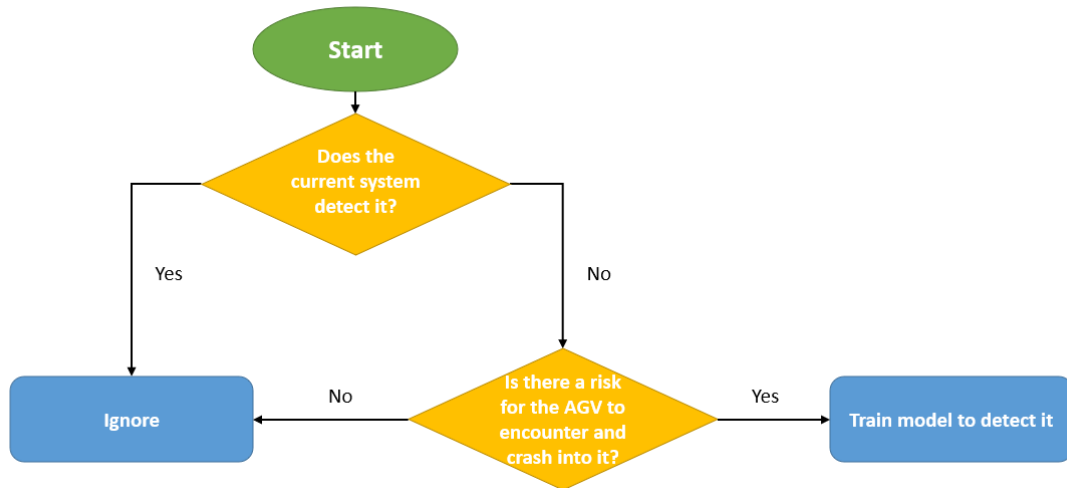 Start
Does the
current system
detect it?
Yes
No
Is there a risk
for the AGV to
encounter and
crash into it?
No
Yes
Ignore
Train model to detect it